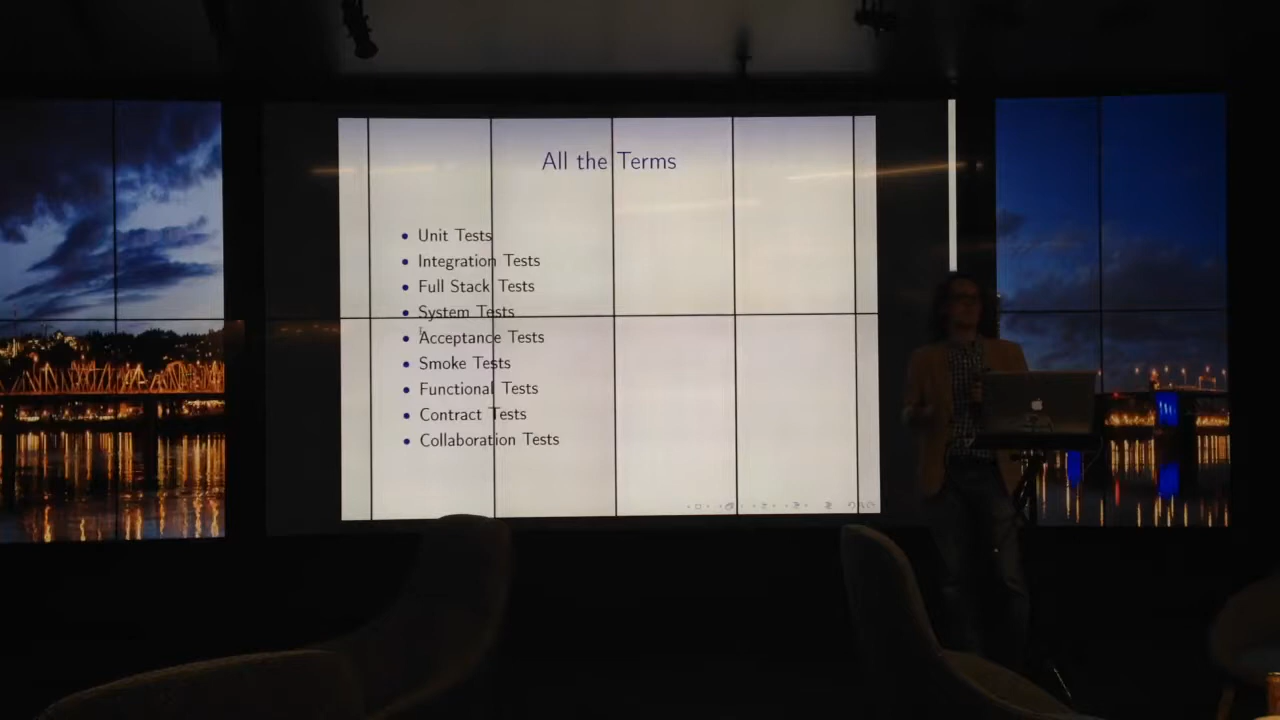 All the Terms
Unit Tests
Integration Tests
Full Stack Tests
System Tests
Acceptance Tests
Smoke Tests
Functional Tests
Contract Tests
Collaboration Tests